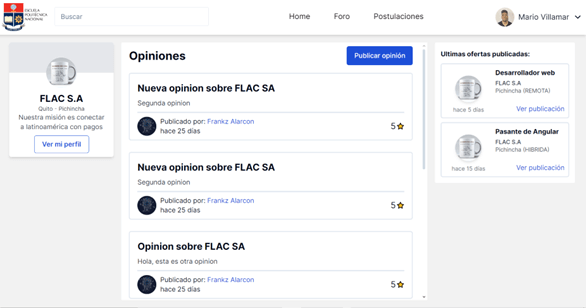 ESCUELA
POLITÉCNICA
NACIONAL
Buscar
Home
Foro
Postulaciones
Mario Villamar
FLAC S.A
Quito - Pichincha
Nuestra misión es conectar
a latinoamérica con pagos
Ver mi perfil
Opiniones
Publicar opinión
Nueva opinion sobre FLAC SA
Segunda opinion
Publicado por: Frankz Alarcon
hace 25 días
5
Nueva opinion sobre FLAC SA
Segunda opinion
Publicado por: Frankz Alarcon
hace 25 días
5
Opinion sobre FLAC SA
Hola, esta es otra opinion
Publicado por: Frankz Alarcon
hace 25 días
5
Ultimas ofertas publicadas:
Desarrollador web
FLAC S.A
Pichincha (REMOTA)
hace 5 días
Ver publicación
Pasante de Angular
FLAC S.A
Pichincha (HIBRIDA)
hace 15 días
Ver publicación